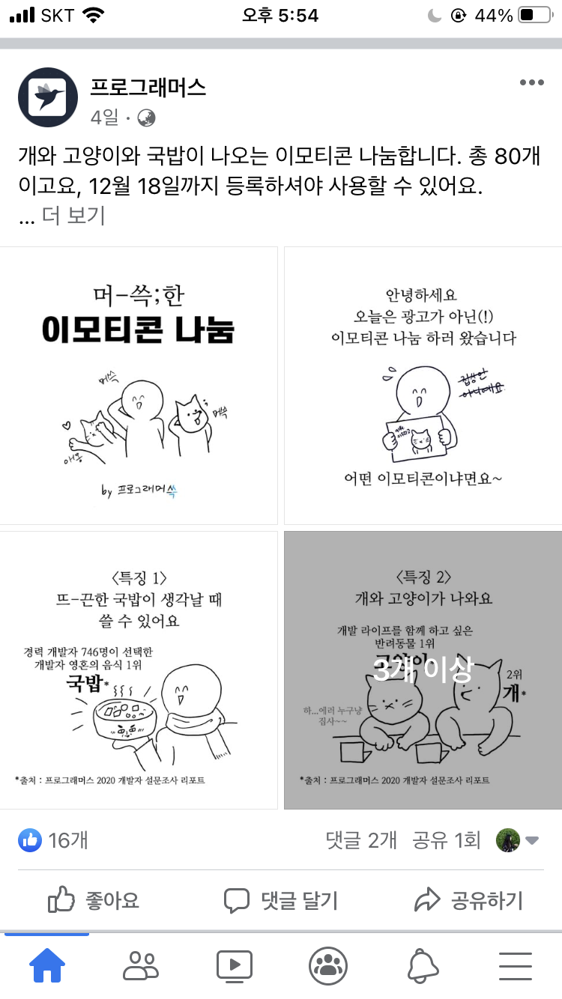 SKT
오후 5:54
44%
프로그래머스
4일 ·
개와 고양이와 국밥이 나오는 이모티콘 나눔합니다. 총 80개
이고요, 12월 18일까지 등록하셔야 사용할 수 있어요.
... 더 보기
머-쓱;한
이모티콘 나눔
머쓱
머쓱
애옹
by 프로그래머쓱
안녕하세요
오늘은 광고가 아닌(!)
이모티콘 나눔 하러 왔습니다
집쌍안
아니에요
어떤 이모티콘이냐면요~
<특징 1>
뜨-끈한 국밥이 생각날 때
쓸 수 있어요
경력 개발자 746명이 선택한
개발자 영혼의 음식 1위
국밥*
*출처 : 프로그래머스 2020 개발자 설문조사 리포트
<특징 2>
개와 고양이가 나와요
개발 라이프를 함께 하고 싶은
반려동물 1위
고양이*
3개 이상
2위
개*
하...에러 누구냥
집사~~
*출처 : 프로그래머스 2020 개발자 설문조사 리포트
16개
댓글 2개 공유 1회
좋아요
댓글 달기
공유하기